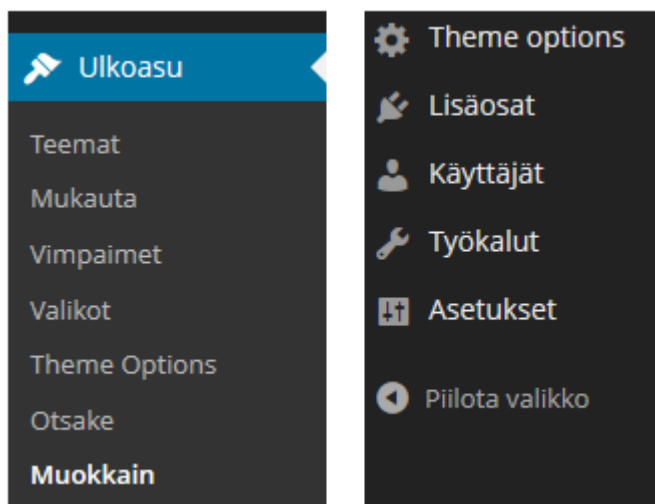 Ulkoasu
Teemat
Mukauta
Vimpaimet
Valikot
Theme Options
Otsake
Muokkain
Theme options
Lisäosat
Käyttäjät
Työkalut
Asetukset
Piilota valikko